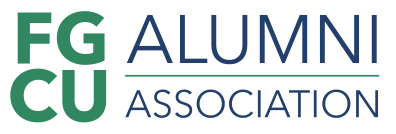 FG
CU
ALUMNI
ASSOCIATION